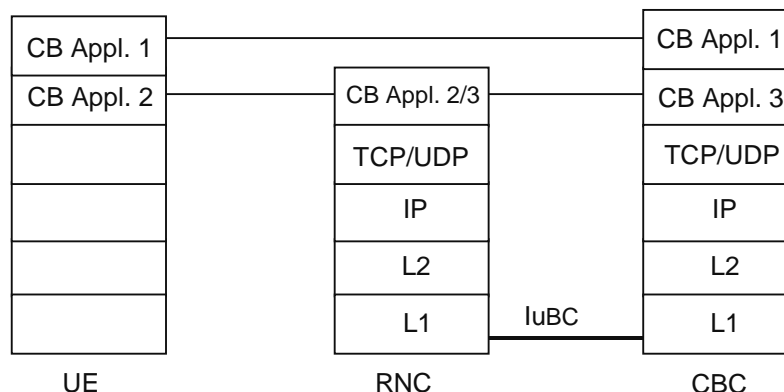 CB Appl. 1
CB Appl. 1
CB Appl. 2
CB Appl. 2/3
CB Appl. 3
TCP/UDP
TCP/UDP
IP
IP
L2
L2
L1
IuBC
L1
UE
RNC
CBC